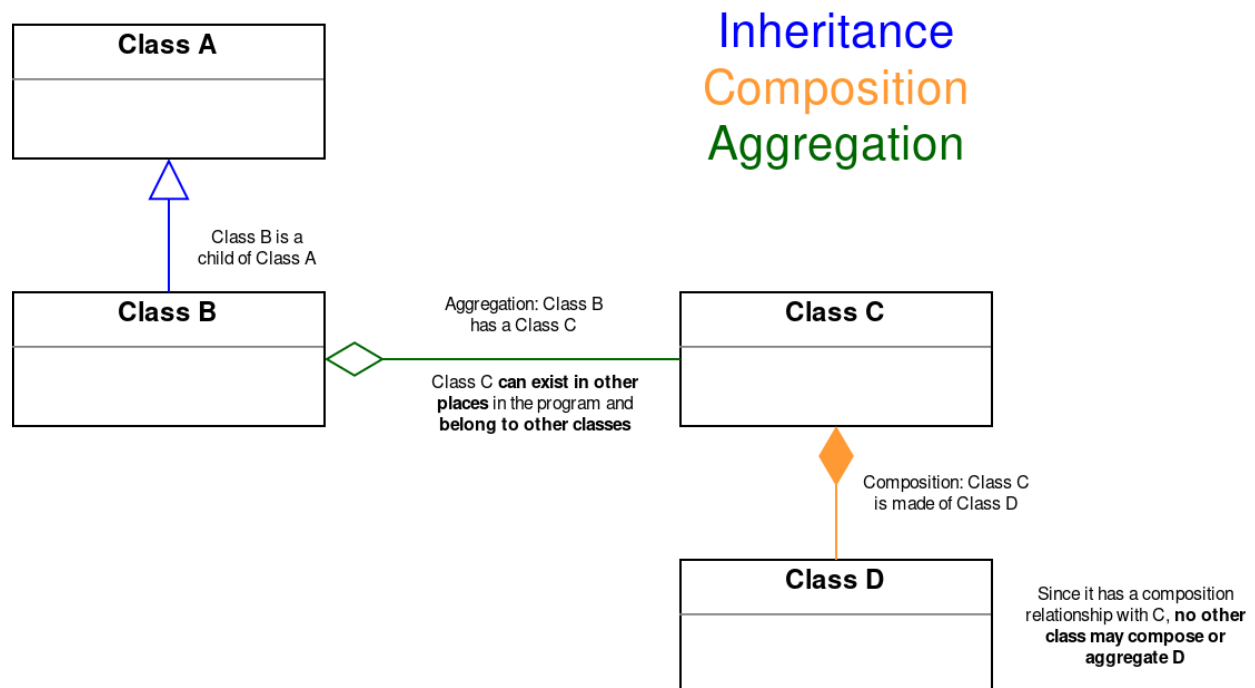 Class A
Inheritance
Composition
Aggregation
Class B is a
child of Class A
Class B
Aggregation: Class B
has a Class C
Class C
Class C can exist in other
places in the program and
belong to other classes
Composition: Class C
is made of Class D
Class D
Since it has a composition
relationship with C, no other
class may compose or
aggregate D